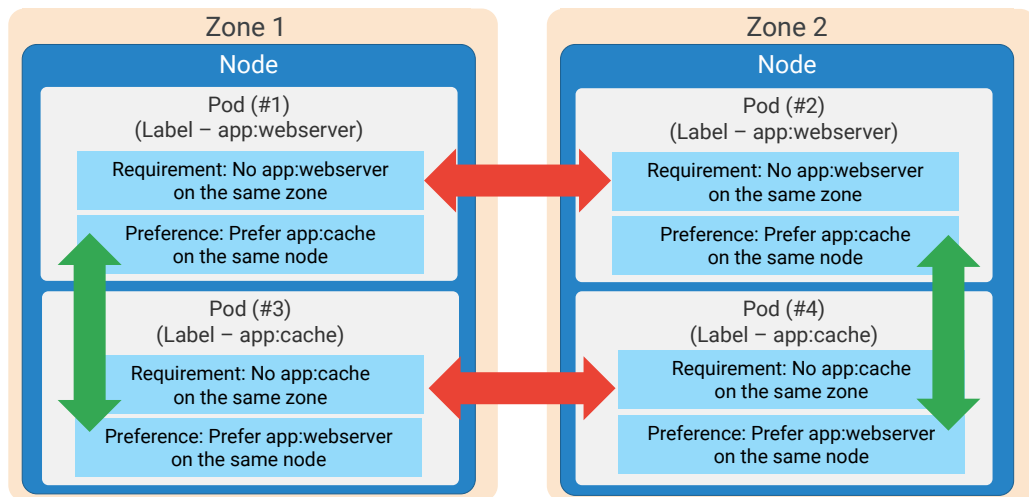 Zone 1
Node
Pod (#1)
(Label – app:webserver)
Requirement: No app:webserver
on the same zone
Preference: Prefer app:cache
on the same node
Pod (#3)
(Label – app:cache)
Requirement: No app:cache
on the same zone
Preference: Prefer app:webserver
on the same node
Zone 2
Node
Pod (#2)
(Label – app:webserver)
Requirement: No app:webserver
on the same zone
Preference: Prefer app:cache
on the same node
Pod (#4)
(Label – app:cache)
Requirement: No app:cache
on the same zone
Preference: Prefer app:webserver
on the same node